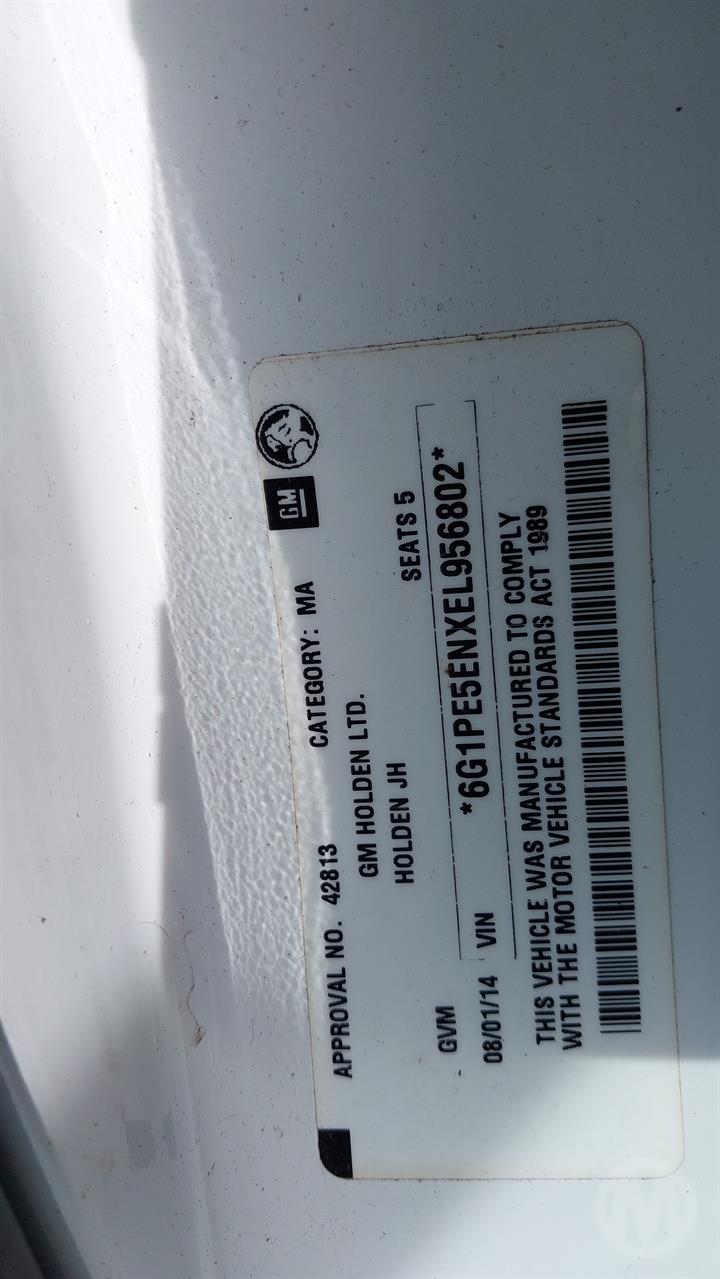 GM
APPROVAL NO. 42813 CATEGORY: MA
GM HOLDEN LTD.
HOLDEN JH SEATS 5
GVM
08/01/14 VIN *6G1PE5ENXEL956802*
THIS VEHICLE WAS MANUFACTURED TO COMPLY
WITH THE MOTOR VEHICLE STANDARDS ACT 1989
M